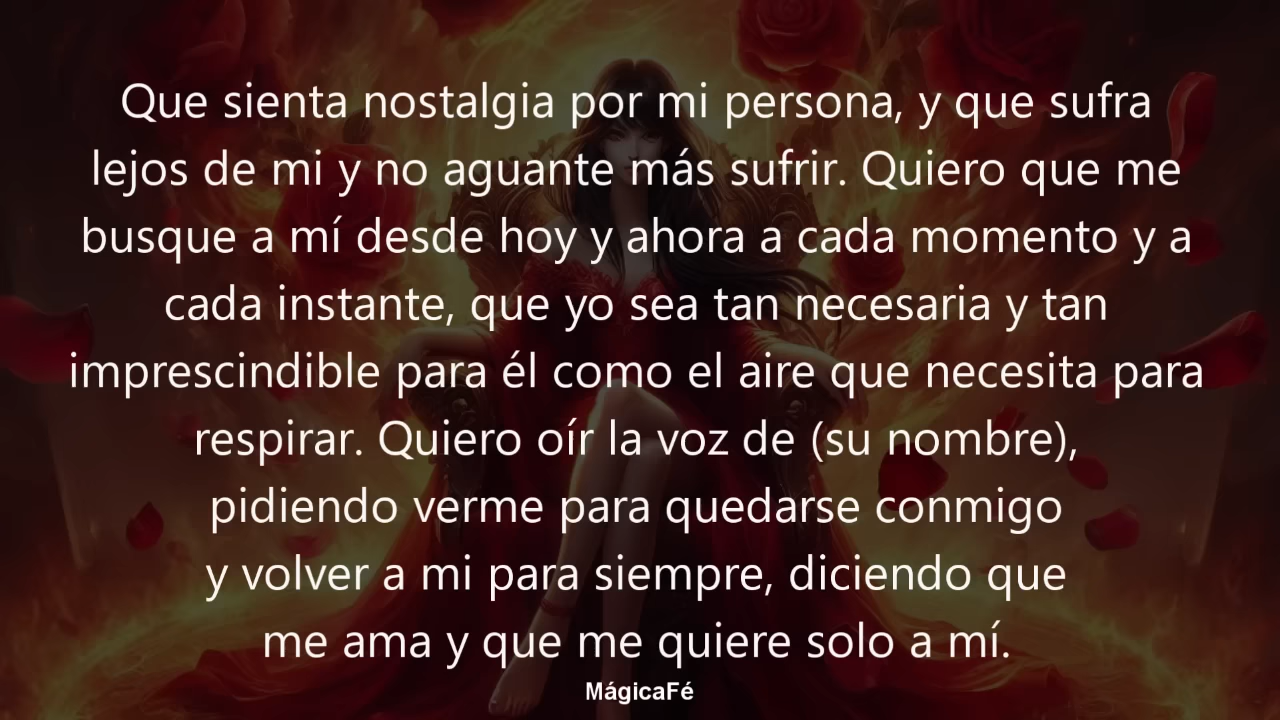 Que sienta nostalgia por mi persona, y que sufra
lejos de mi y no aguante más sufrir. Quiero que me
busque a mí desde hoy y ahora a cada momento y a
cada instante, que yo sea tan necesaria y tan
imprescindible para él como el aire que necesita para
respirar. Quiero oír la voz de (su nombre),
pidiendo verme para quedarse conmigo
y volver a mi para siempre, diciendo que
me ama y que me quiere solo a mí.
MágicaFé